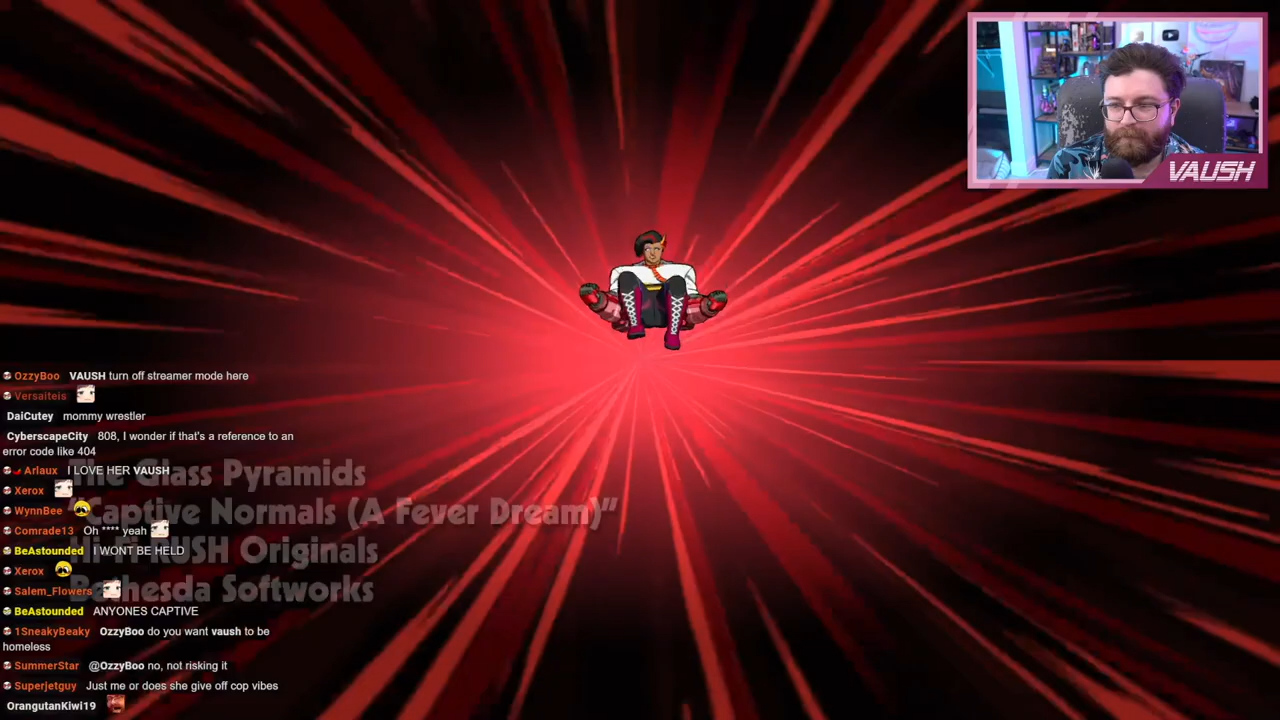 VAUSH
OzzyBoo VAUSH turn off streamer mode here
Versaiteis
DaiCutey mommy wrestler
CyberscapeCity 808, I wonder if that's a reference to an
error code like 404
Arlaux I LOVE HER VAUSH
The Glass Pyramids
Xerox
WynnBee
"Captive Normals (A Fever Dream)"
Comrade13 Oh **** yeah
BeAstounded I WONT BE HELD
Hi-Fi RUSH Originals
Xerox
Salem_Flowers
Bethesda Softworks
BeAstounded ANYONES CAPTIVE
1SneakyBeaky OzzyBoo do you want vaush to be
homeless
SummerStar @OzzyBoo no, not risking it
Superjetguy Just me or does she give off cop vibes
OrangutanKiwi19